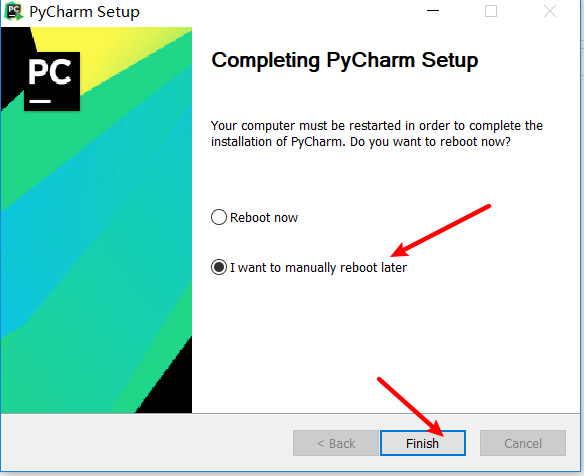 PyCharm Setup
PC
Completing PyCharm Setup
Your computer must be restarted in order to complete the
installation of PyCharm. Do you want to reboot now?
Reboot now
I want to manually reboot later
< Back
Finish
Cancel